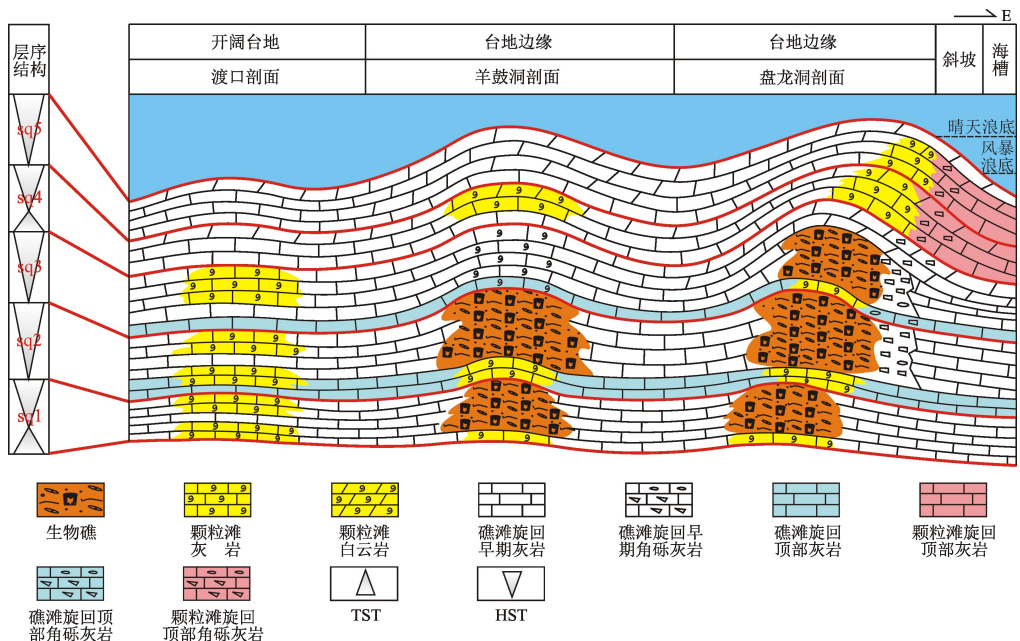 E
层序
结构
开阔台地
台地边缘
台地边缘
斜坡
海槽
渡口剖面
羊鼓洞剖面
盘龙洞剖面
sq5
sq4
sq3
sq2
sq1
晴天浪底
风暴
浪底
生物礁
颗粒滩
灰 岩
颗粒滩
白云岩
礁滩旋回
早期灰岩
礁滩旋回早
期角砾灰岩
礁滩旋回
顶部灰岩
颗粒滩旋回
顶部灰岩
礁滩旋回顶
部角砾灰岩
颗粒滩旋回
顶部角砾灰岩
TST
HST